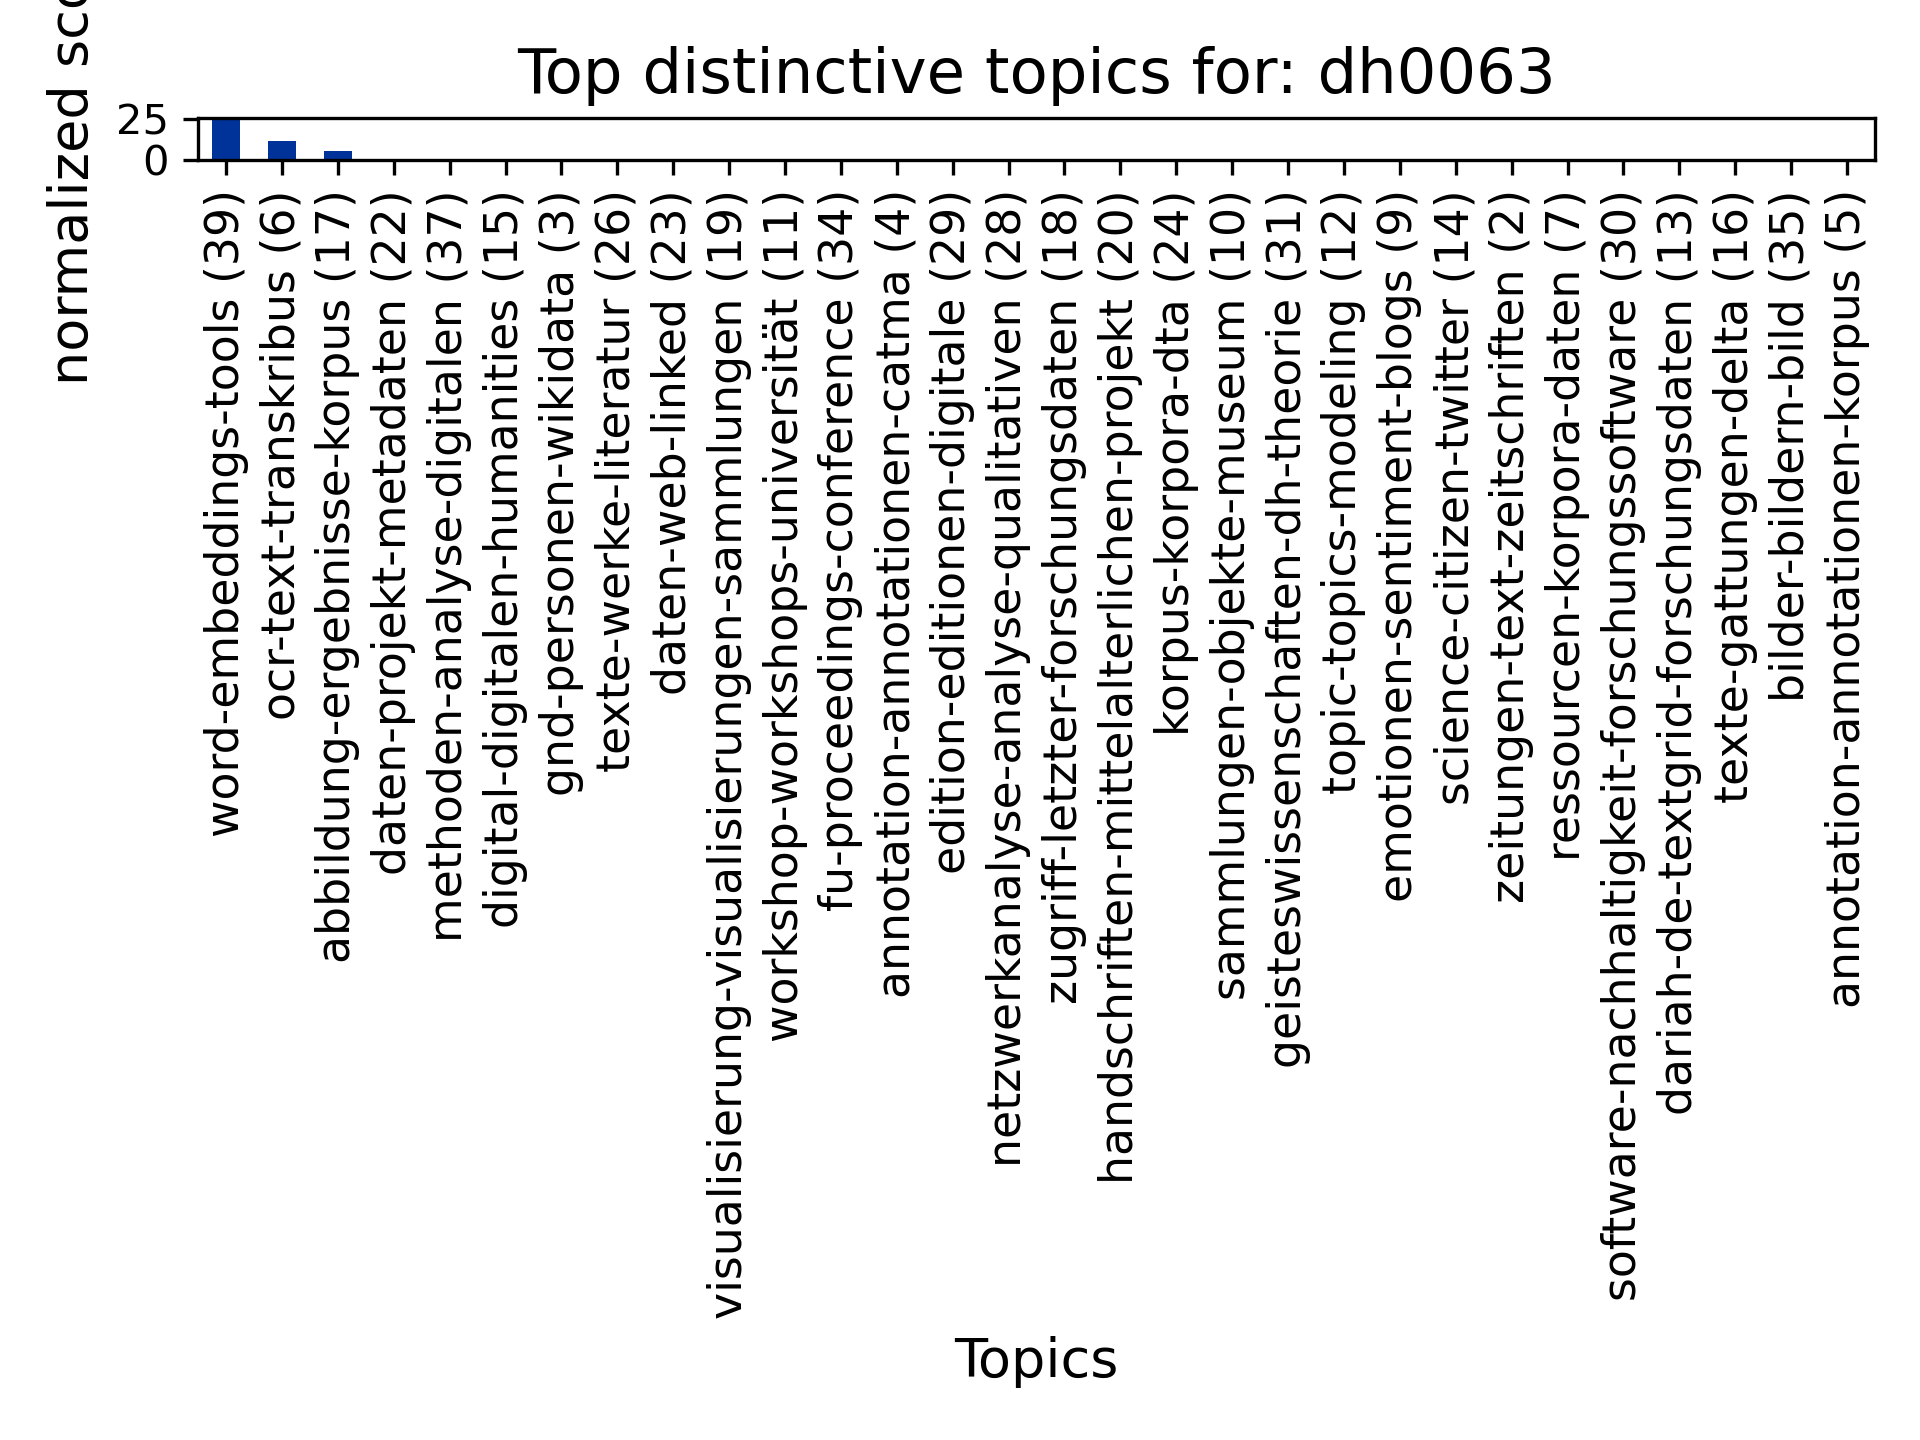 Top distinctive topics for: dh0063
normalized sco
25
0
word-embeddings-tools (39)
ocr-text-transkribus (6)
abbildung-ergebnisse-korpus (17)
daten-projekt-metadaten (22)
methoden-analyse-digitalen (37)
digital-digitalen-humanities (15)
gnd-personen-wikidata (3)
texte-werke-literatur (26)
daten-web-linked (23)
visualisierung-visualisierungen-sammlungen (19)
workshop-workshops-universität (11)
fu-proceedings-conference (34)
annotation-annotationen-catma (4)
edition-editionen-digitale (29)
netzwerkanalyse-analyse-qualitativen (28)
zugriff-letzter-forschungsdaten (18)
handschriften-mittelalterlichen-projekt (20)
korpus-korpora-dta (24)
sammlungen-objekte-museum (10)
geisteswissenschaften-dh-theorie (31)
topic-topics-modeling (12)
emotionen-sentiment-blogs (9)
science-citizen-twitter (14)
zeitungen-text-zeitschriften (2)
ressourcen-korpora-daten (7)
software-nachhaltigkeit-forschungssoftware (30)
dariah-de-textgrid-forschungsdaten (13)
texte-gattungen-delta (16)
bilder-bildern-bild (35)
annotation-annotationen-korpus (5)
Topics